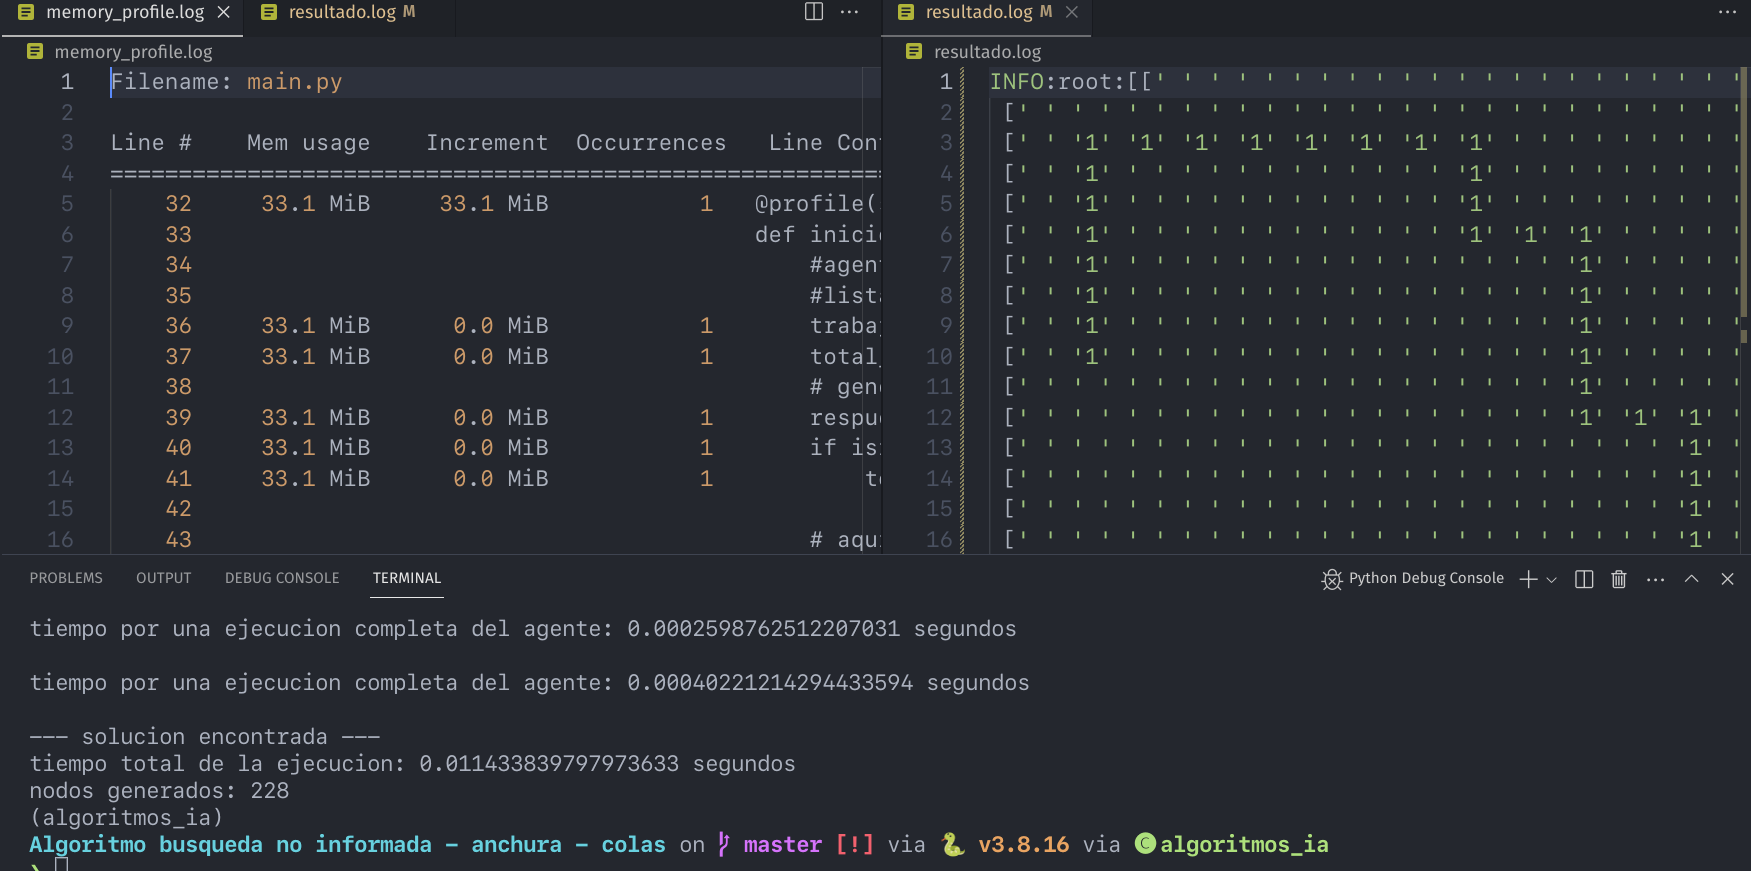 memory_profile.log
resultado.log M
memory_profile.log
1 Filename: main.py
2
3 Line # Mem usage Increment Occurrences Line Con
4 =========================================================
5 32 33.1 MiB 33.1 MiB 1 @profile(
6 33 def inici
7 34 #agen
8 35 #lista
9 36 33.1 MiB 0.0 MiB 1 traba
10 37 33.1 MiB 0.0 MiB 1 total_
11 38 # gene
12 39 33.1 MiB 0.0 MiB 1 respu
13 40 33.1 MiB 0.0 MiB 1 if is
14 41 33.1 MiB 0.0 MiB 1 t
15 42
16 43 # aqu
resultado.log M
resultado.log
1 INFO:root:[[' ' ' ' ' ' ' ' ' ' ' ' ' ' ' ' ' ' ' ' ' '
2 [' ' ' ' ' ' ' ' ' ' ' ' ' ' ' ' ' ' ' ' ' ' ' ' ' ' '
3 [' ' '1' '1' '1' '1' '1' '1' '1' '1' ' ' ' ' ' ' ' ' '
4 [' ' '1' ' ' ' ' ' ' ' ' ' ' ' ' '1' ' ' ' ' ' ' ' ' '
5 [' ' '1' ' ' ' ' ' ' ' ' ' ' ' ' '1' ' ' ' ' ' ' ' ' '
6 [' ' '1' ' ' ' ' ' ' ' ' ' ' ' ' '1' '1' '1' ' ' ' ' '
7 [' ' '1' ' ' ' ' ' ' ' ' ' ' ' ' ' ' ' ' '1' ' ' ' ' '
8 [' ' '1' ' ' ' ' ' ' ' ' ' ' ' ' ' ' ' ' '1' ' ' ' ' '
9 [' ' '1' ' ' ' ' ' ' ' ' ' ' ' ' ' ' ' ' '1' ' ' ' ' '
10 [' ' '1' ' ' ' ' ' ' ' ' ' ' ' ' ' ' ' ' '1' ' ' ' ' '
11 [' ' ' ' ' ' ' ' ' ' ' ' ' ' ' ' ' ' ' ' '1' ' ' ' ' '
12 [' ' ' ' ' ' ' ' ' ' ' ' ' ' ' ' ' ' ' ' '1' '1' '1' '
13 [' ' ' ' ' ' ' ' ' ' ' ' ' ' ' ' ' ' ' ' ' ' ' ' '1' '
14 [' ' ' ' ' ' ' ' ' ' ' ' ' ' ' ' ' ' ' ' ' ' ' ' '1' '
15 [' ' ' ' ' ' ' ' ' ' ' ' ' ' ' ' ' ' ' ' ' ' ' ' '1' '
16 [' ' ' ' ' ' ' ' ' ' ' ' ' ' ' ' ' ' ' ' ' ' ' ' '1' '
PROBLEMS OUTPUT DEBUG CONSOLE TERMINAL Python Debug Console
tiempo por una ejecucion completa del agente: 0.0002598762512207031 segundos
tiempo por una ejecucion completa del agente: 0.00040221214294433594 segundos
--- solucion encontrada ---
tiempo total de la ejecucion: 0.011433839797973633 segundos
nodos generados: 228
(algoritmos_ia)
Algoritmo busqueda no informada - anchura - colas on master [!] via 🐍 v3.8.16 via 🅒 algoritmos_ia